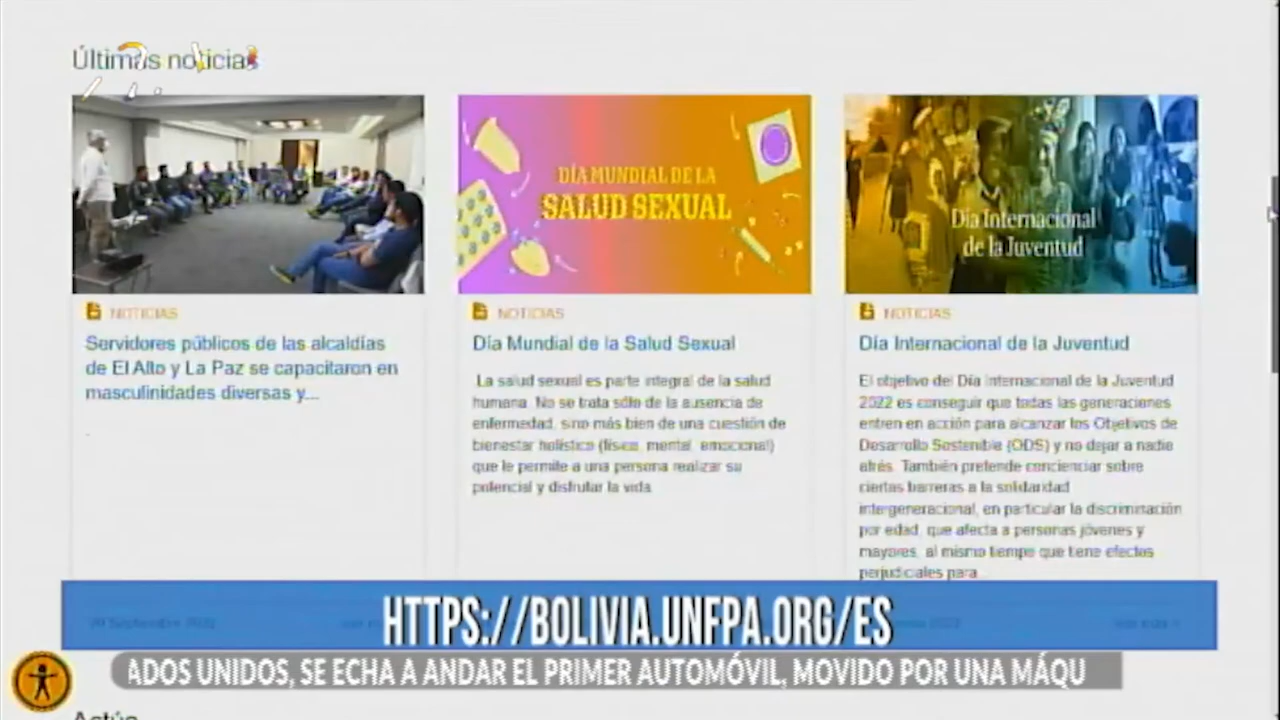 Últimas noticias
DÍA MUNDIAL DE LA
SALUD SEXUAL
Día Internacional
de la Juventud
NOTICIAS
Servidores públicos de las alcaldías
de El Alto y La Paz se capacitaron en
masculinidades diversas y...
NOTICIAS
Día Mundial de la Salud Sexual
La salud sexual es parte integral de la salud
humana. No se trata sólo de la ausencia de
enfermedad, sino más bien de una cuestión de
bienestar holístico (físico, mental, emocional)
que le permite a una persona realizar su
potencial y disfrutar la vida.
NOTICIAS
Día Internacional de la Juventud
El objetivo del Día Internacional de la Juventud
2022 es conseguir que todas las generaciones
entren en acción para alcanzar los Objetivos de
Desarrollo Sostenible (ODS) y no dejar a nadie
atrás. También pretende concienciar sobre
ciertas barreras a la solidaridad
intergeneracional, en particular la discriminación
por edad, que afecta a personas jóvenes y
mayores, al mismo tiempo que tiene efectos
perjudiciales para
HTTPS://BOLIVIA.UNFPA.ORG/ES
ADOS UNIDOS, SE ECHA A ANDAR EL PRIMER AUTOMÓVIL, MOVIDO POR UNA MÁQU